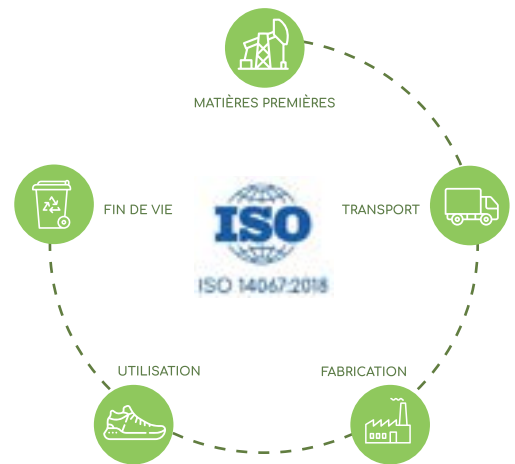 MATIÈRES PREMIÈRES
FIN DE VIE
ISO
TRANSPORT
ISO 14067:2018
UTILISATION
FABRICATION